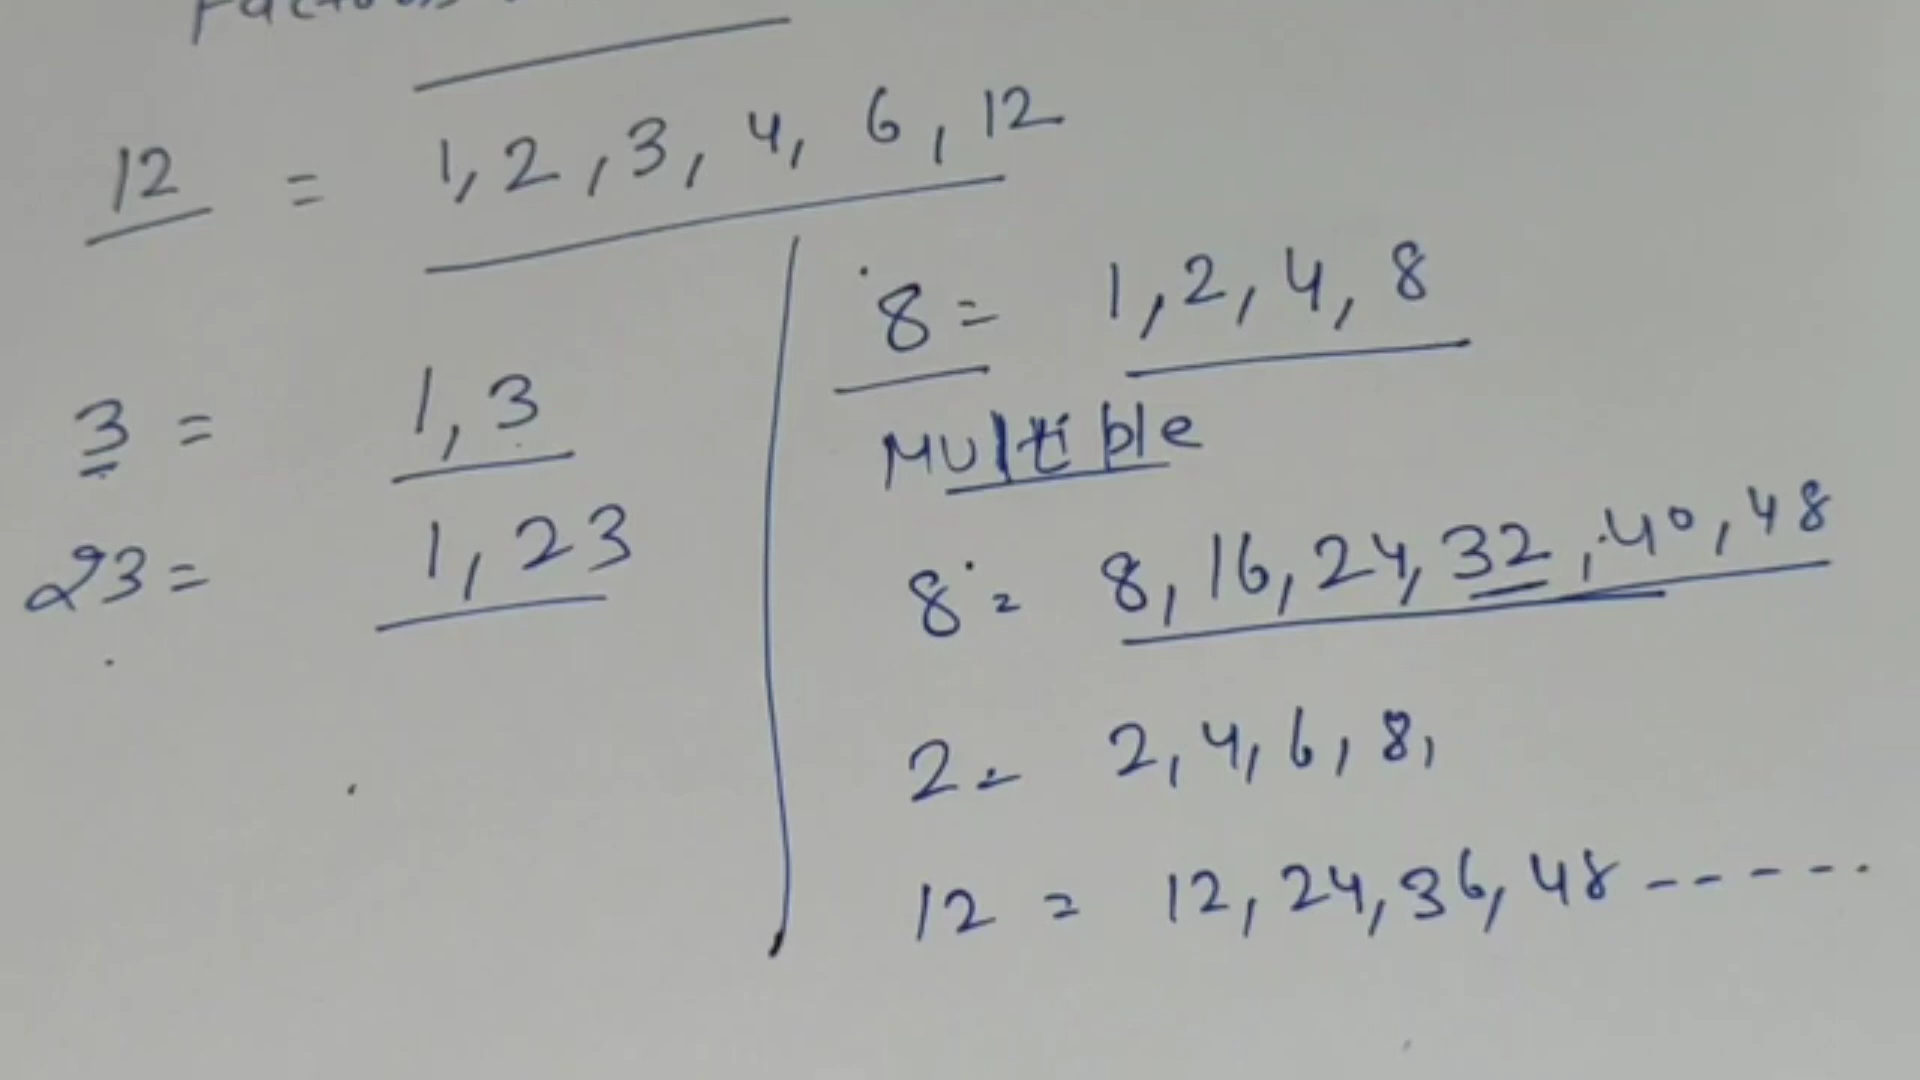 Factors
12 = 1, 2, 3, 4, 6, 12
3 = 1, 3
23 = 1, 23
8 = 1, 2, 4, 8
Multiple
8 = 8, 16, 24, 32, 40, 48
2 = 2, 4, 6, 8,
12 = 12, 24, 36, 48 ------